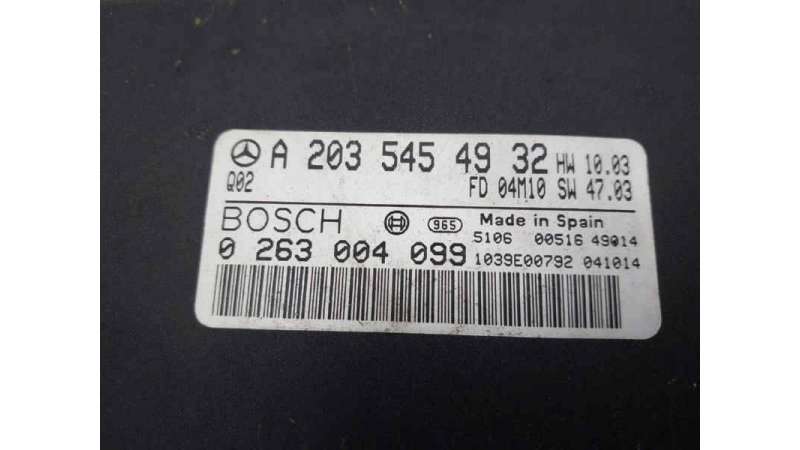 A 203 545 49 32 HW 10.03
Q02 FD 04M10 SW 47.03
BOSCH 965 Made in Spain
5106 00516 49014
0 263 004 099 1039E00792 041014